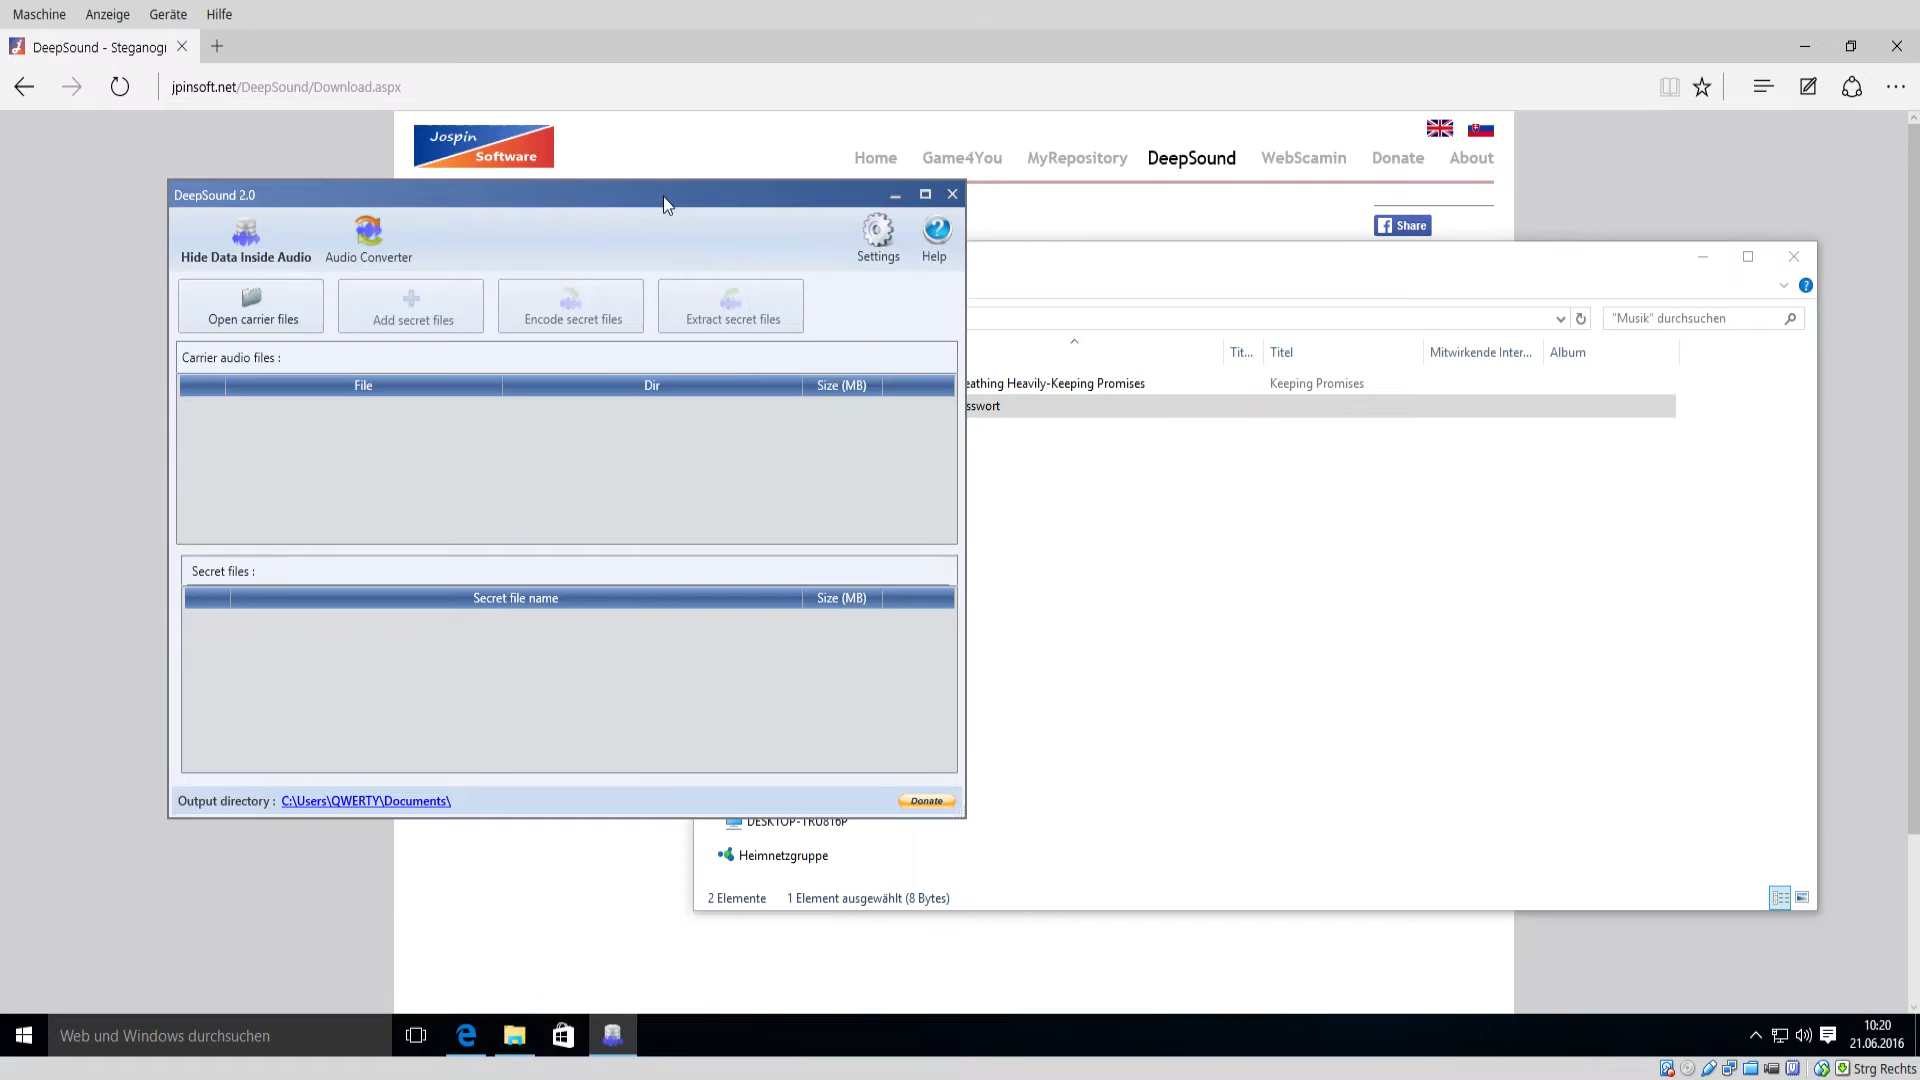 Maschine Anzeige Geräte Hilfe
DeepSound - Steganogr
jpinsoft.net/DeepSound/Download.aspx
Jospin
Software
Home Game4You MyRepository DeepSound WebScamin Donate About
Share
DeepSound 2.0
Hide Data Inside Audio Audio Converter Settings Help
Open carrier files Add secret files Encode secret files Extract secret files
Carrier audio files :
File Dir Size (MB)
Secret files :
Secret file name Size (MB)
Output directory : C:\Users\QWERTY\Documents\ Donate
"Musik" durchsuchen
Tit... Titel Mitwirkende Inter... Album
eathing Heavily-Keeping Promises Keeping Promises
sswort
DESKTOP-TRU816P
Heimnetzgruppe
2 Elemente 1 Element ausgewählt (8 Bytes)
Web und Windows durchsuchen
10:20
21.06.2016
Strg Rechts